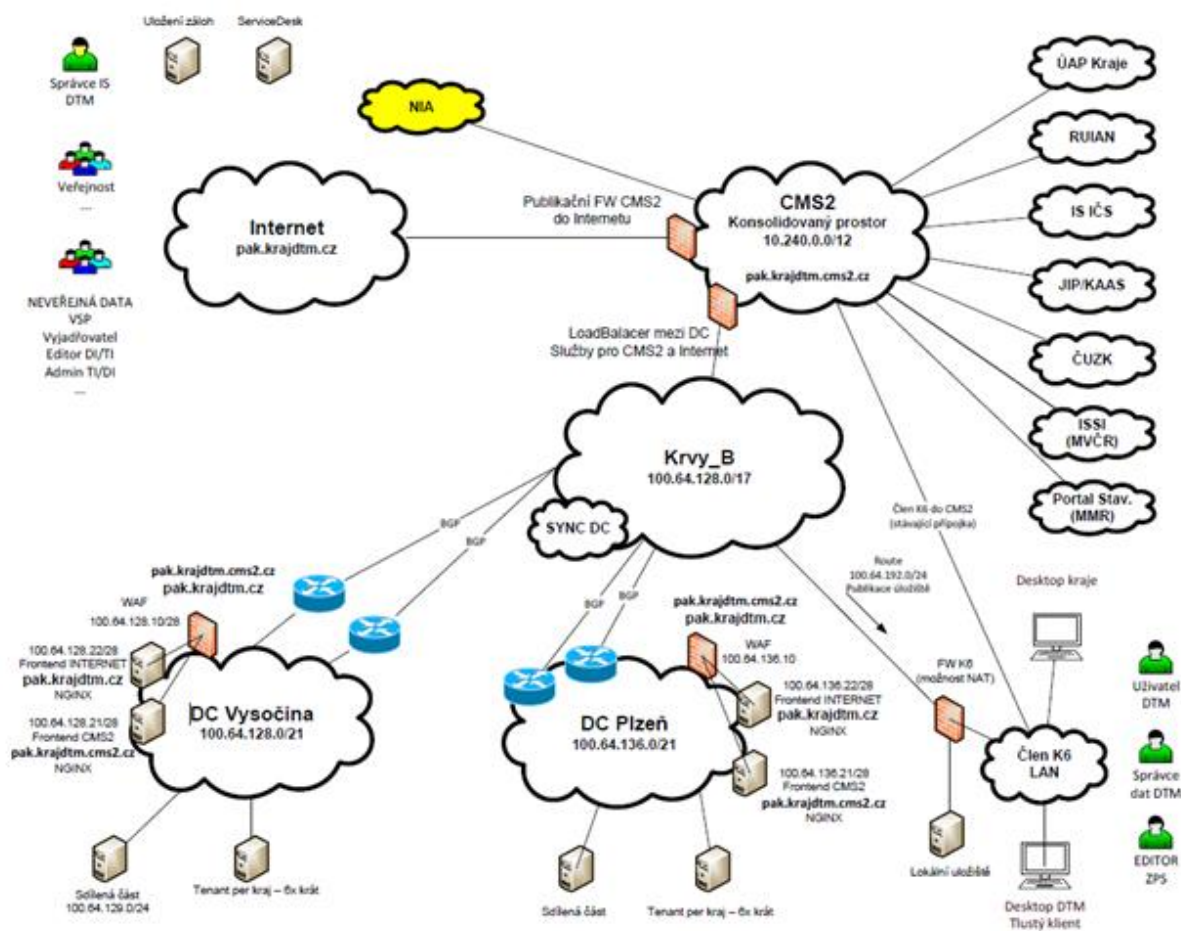 Uložení záloh
ServiceDesk
Správce IS
DTM
NIA
ÚAP Kraje
RUIAN
IS IČS
JIP/KAAS
ČUZK
ISSI
(MVČR)
Portal Stav.
(MMR)
Veřejnost
...
Internet
pak.krajdtm.cz
Publikační FW CMS2
do Internetu
CMS2
Konsolidovaný prostor
10.240.0.0/12
pak.krajdtm.cms2.cz
NEVEŘEJNÁ DATA
VSP
Vyjadřovatel
Editor DI/TI
Admin TI/DI
...
LoadBalacer mezi DC
Služby pro CMS2 a Internet
Krvy_B
100.64.128.0/17
SYNC DC
BGP
BGP
BGP
BGP
Člen K6 do CMS2
(stávající přípojka)
Route
100.64.192.0/24
Publikace úložiště
Desktop kraje
pak.krajdtm.cms2.cz
pak.krajdtm.cz
WAF
100.64.128.10/28
100.64.128.22/28
Frontend INTERNET
pak.krajdtm.cz
NGINX
100.64.128.21/28
Frontend CMS2
pak.krajdtm.cms2.cz
NGINX
DC Vysočina
100.64.128.0/21
Sdílená část
100.64.129.0/24
Tenant per kraj – 6x krát
pak.krajdtm.cms2.cz
pak.krajdtm.cz
WAF
100.64.136.10
100.64.136.22/28
Frontend INTERNET
pak.krajdtm.cz
NGINX
100.64.136.21/28
Frontend CMS2
pak.krajdtm.cms2.cz
NGINX
DC Plzeň
100.64.136.0/21
Sdílená část
Tenant per kraj – 6x krát
FW K6
(možnost NAT)
Člen K6
LAN
Lokální uložiště
Desktop DTM
Tlustý klient
Uživatel
DTM
Správce
dat DTM
EDITOR
ZPS